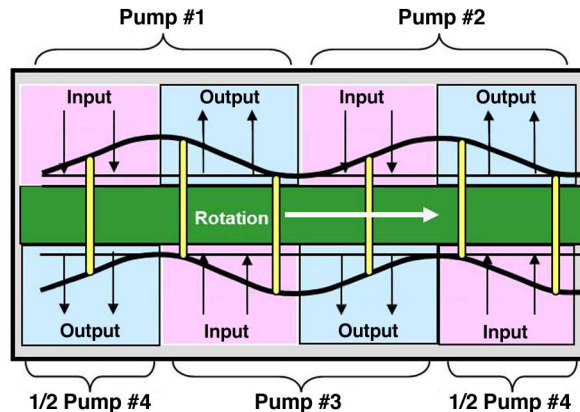 Pump #1 Pump #2
Input Output Input Output
Rotation
Output Input Output Input
1/2 Pump #4 Pump #3 1/2 Pump #4